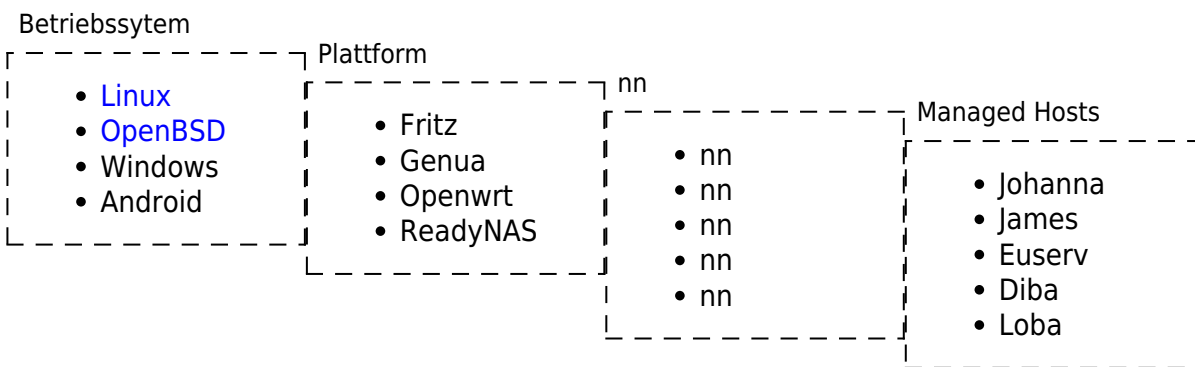 Betriebssytem
Linux
OpenBSD
Windows
Android
Plattform
Fritz
Genua
Openwrt
ReadyNAS
nn
nn
nn
nn
nn
nn
Managed Hosts
Johanna
James
Euserv
Diba
Loba